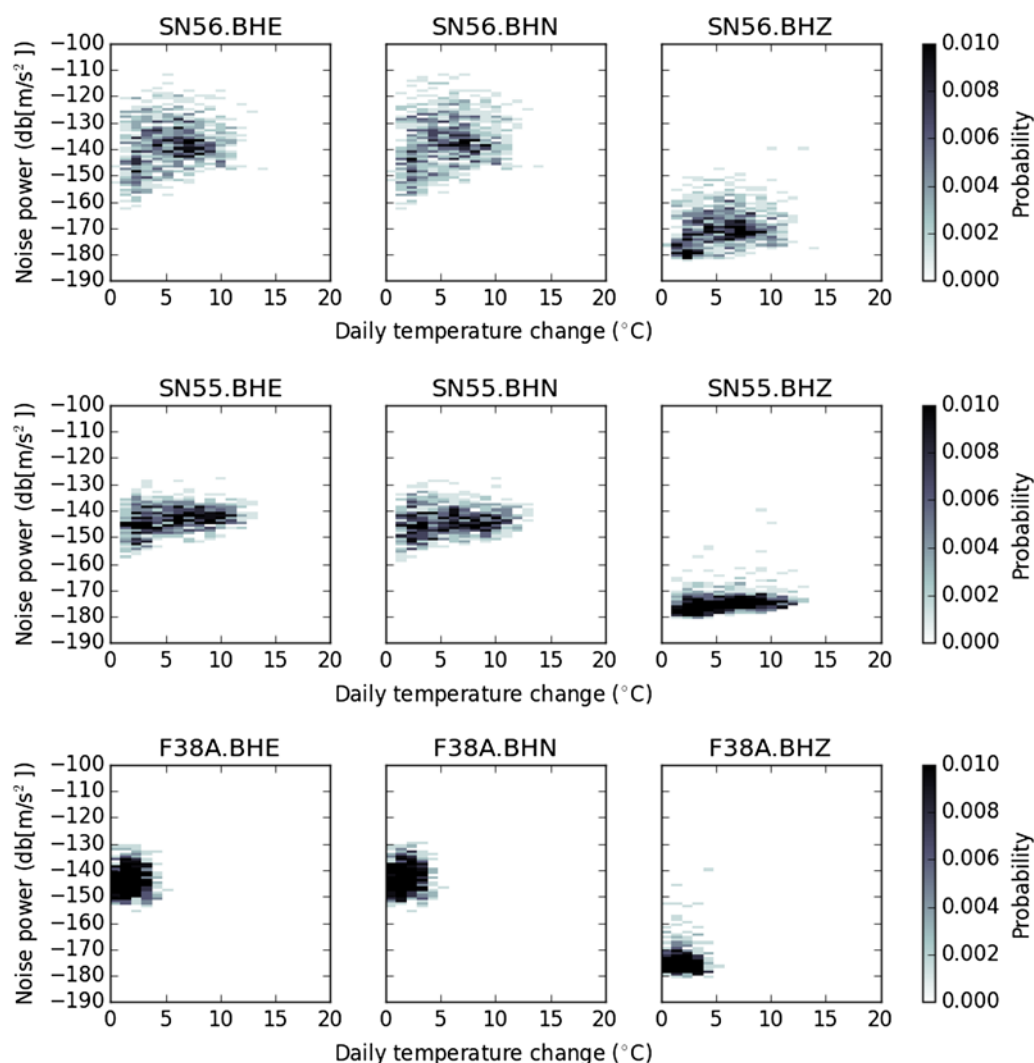 SN56.BHE SN56.BHN SN56.BHZ
−100 0.010
−110
−120 0.008
−130
−140 0.006
−150 0.004
−160
−170 0.002
−180
−190 0.000
Noise power (db[m/s² ])
Probability
0 5 10 15 20 0 5 10 15 20 0 5 10 15 20
Daily temperature change (°C)
SN55.BHE SN55.BHN SN55.BHZ
−100 0.010
−110
−120 0.008
−130
−140 0.006
−150 0.004
−160
−170 0.002
−180
−190 0.000
Noise power (db[m/s² ])
Probability
0 5 10 15 20 0 5 10 15 20 0 5 10 15 20
Daily temperature change (°C)
F38A.BHE F38A.BHN F38A.BHZ
−100 0.010
−110
−120 0.008
−130
−140 0.006
−150 0.004
−160
−170 0.002
−180
−190 0.000
Noise power (db[m/s² ])
Probability
0 5 10 15 20 0 5 10 15 20 0 5 10 15 20
Daily temperature change (°C)